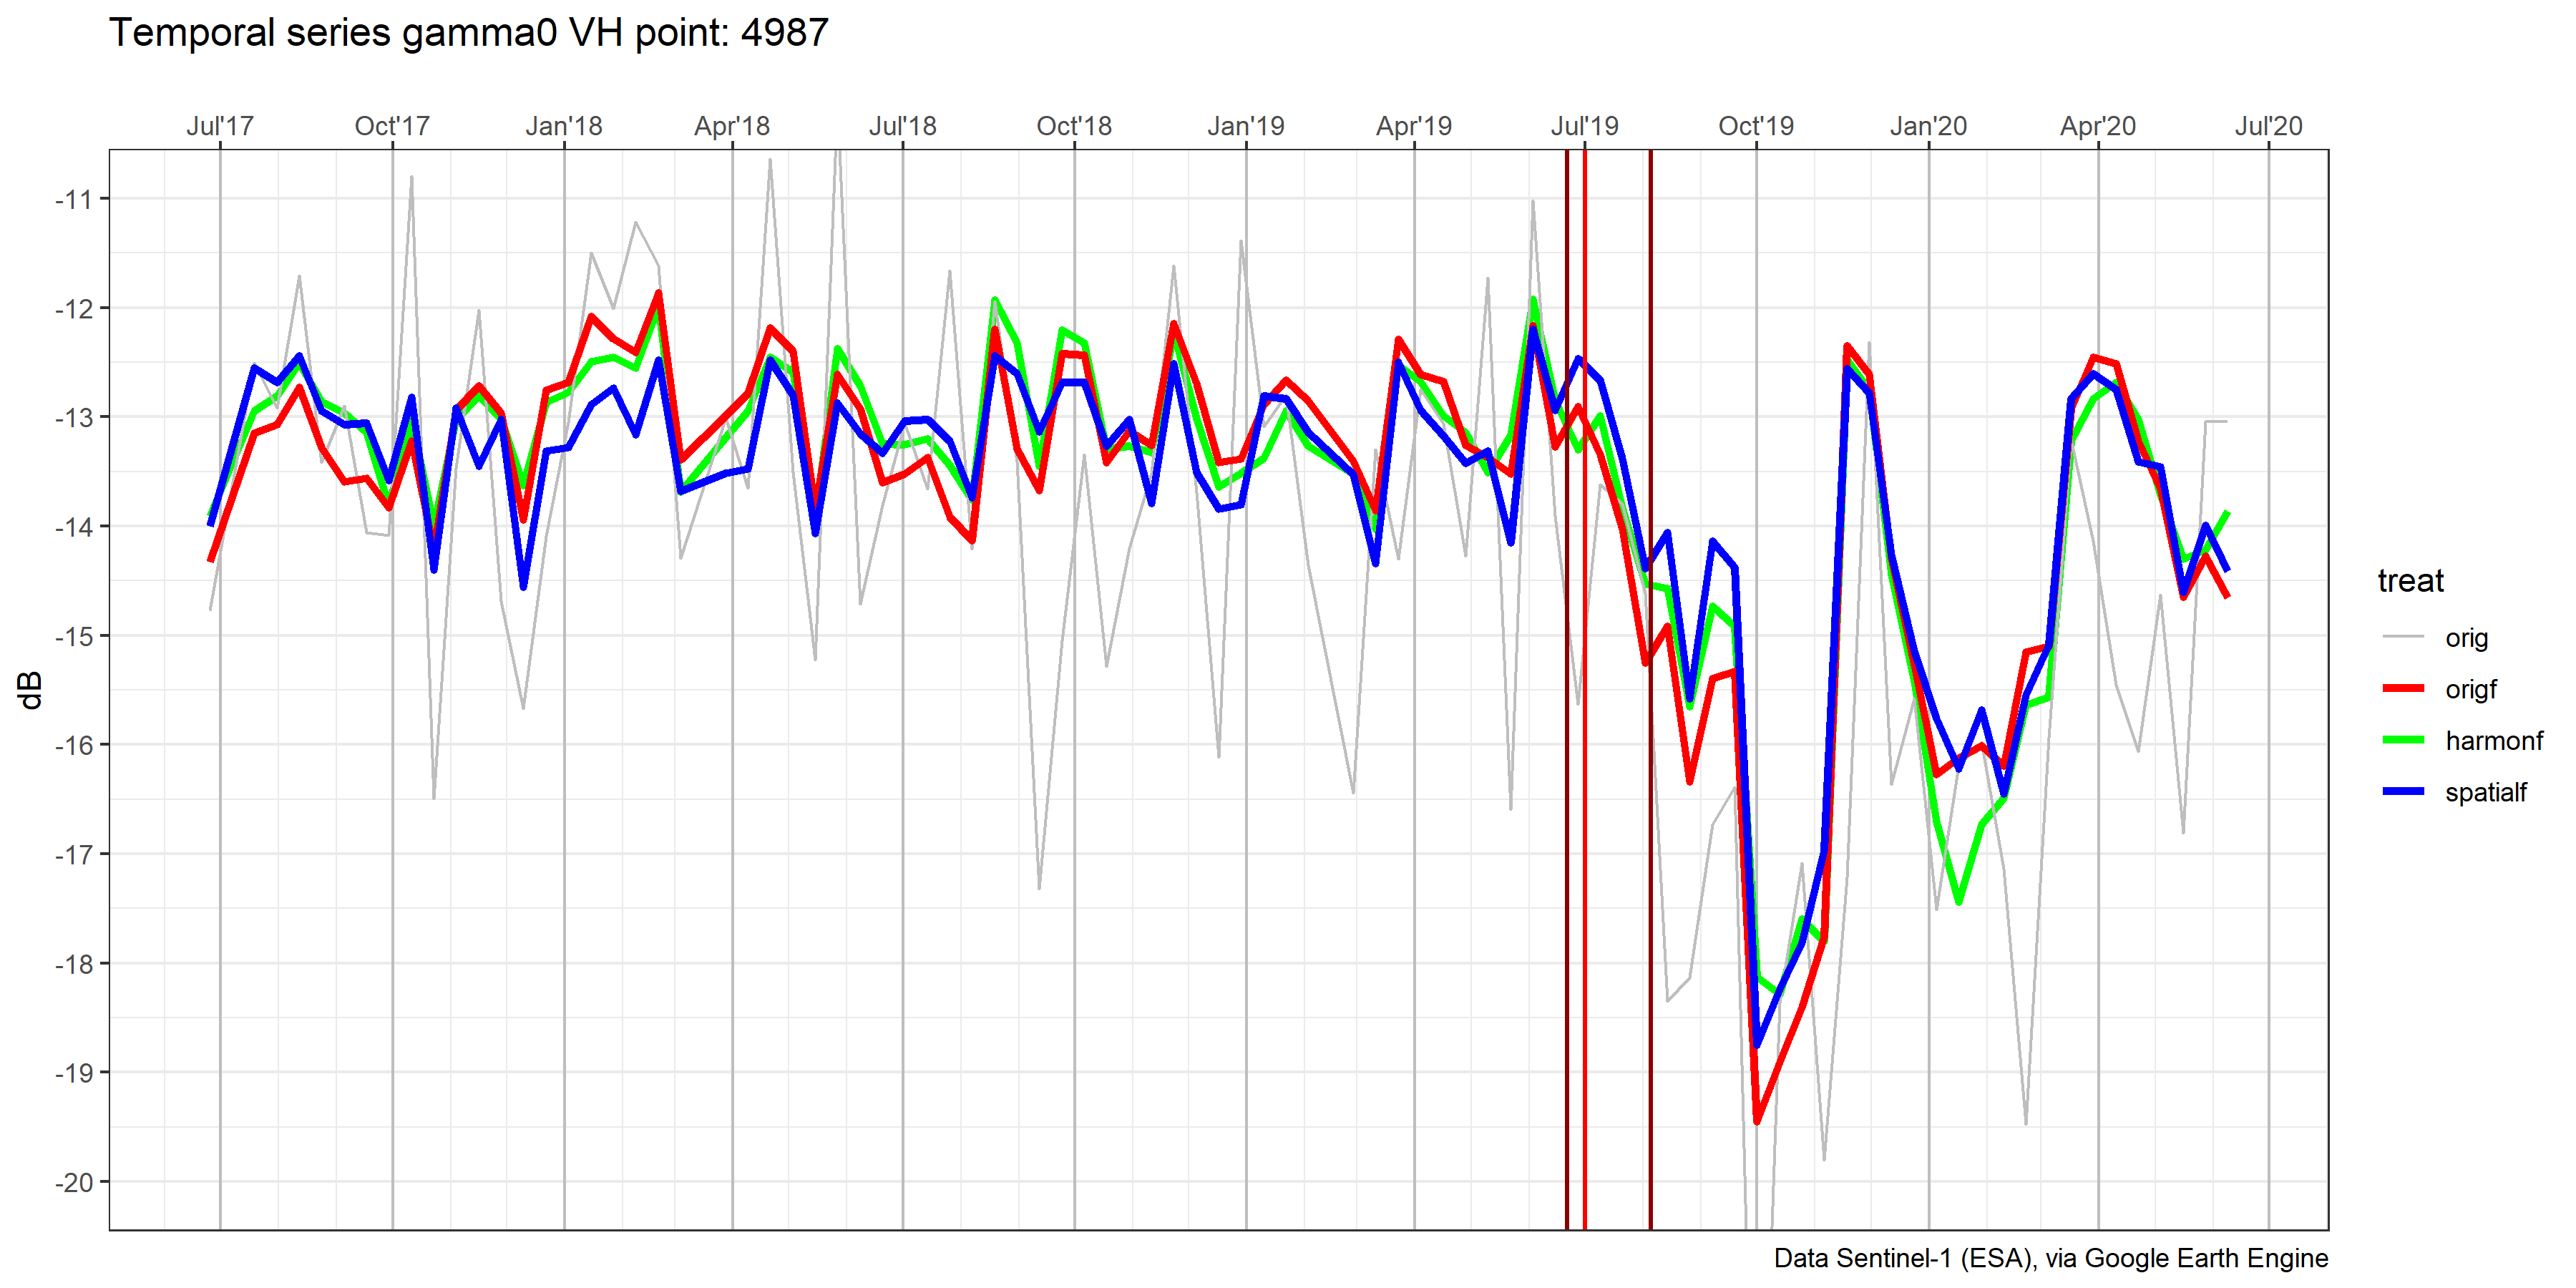 Temporal series gamma0 VH point: 4987
Jul'17 Oct'17 Jan'18 Apr'18 Jul'18 Oct'18 Jan'19 Apr'19 Jul'19 Oct'19 Jan'20 Apr'20 Jul'20
-11
-12
-13
-14
-15
-16
-17
-18
-19
-20
dB
treat
orig
origf
harmonf
spatialf
Data Sentinel-1 (ESA), via Google Earth Engine